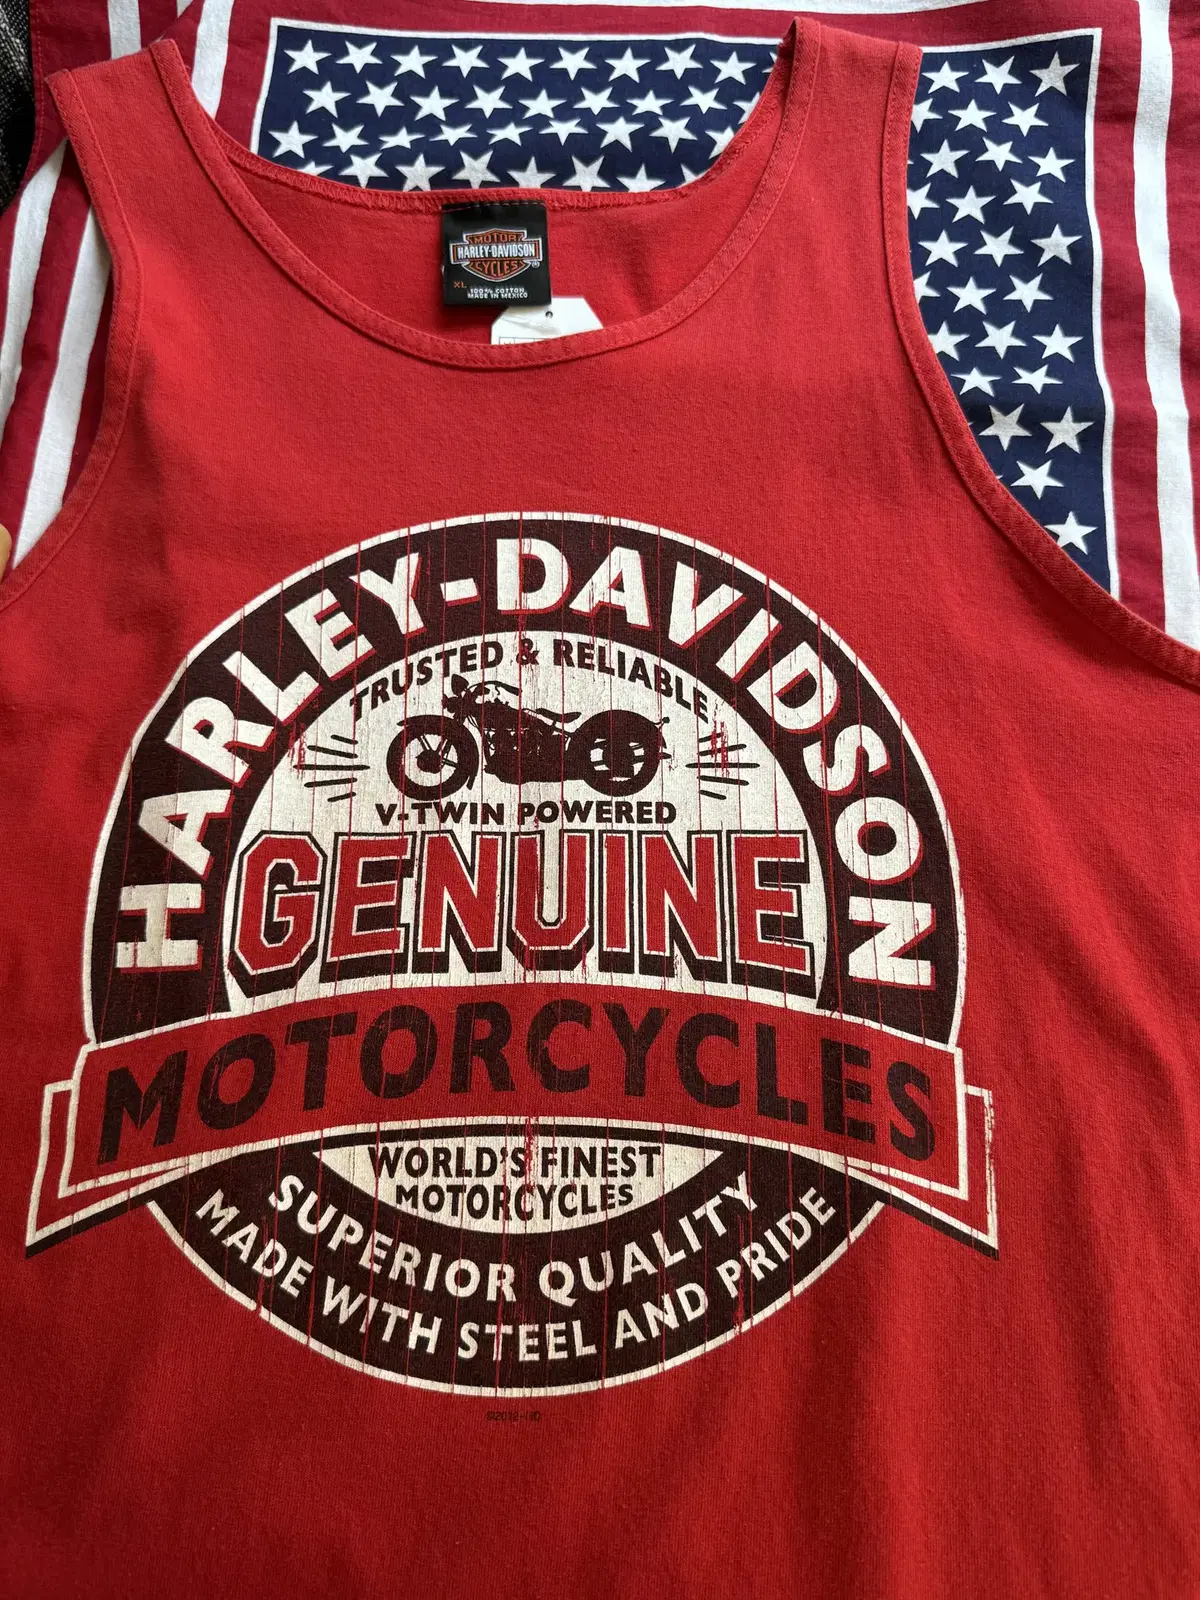 MOTOR
HARLEY-DAVIDSON
CYCLES
XL
100% COTTON
MADE IN MEXICO
HARLEY-DAVIDSON
TRUSTED & RELIABLE
V-TWIN POWERED
GENUINE
MOTORCYCLES
WORLD'S FINEST
MOTORCYCLES
SUPERIOR QUALITY
MADE WITH STEEL AND PRIDE
©2012 H-D